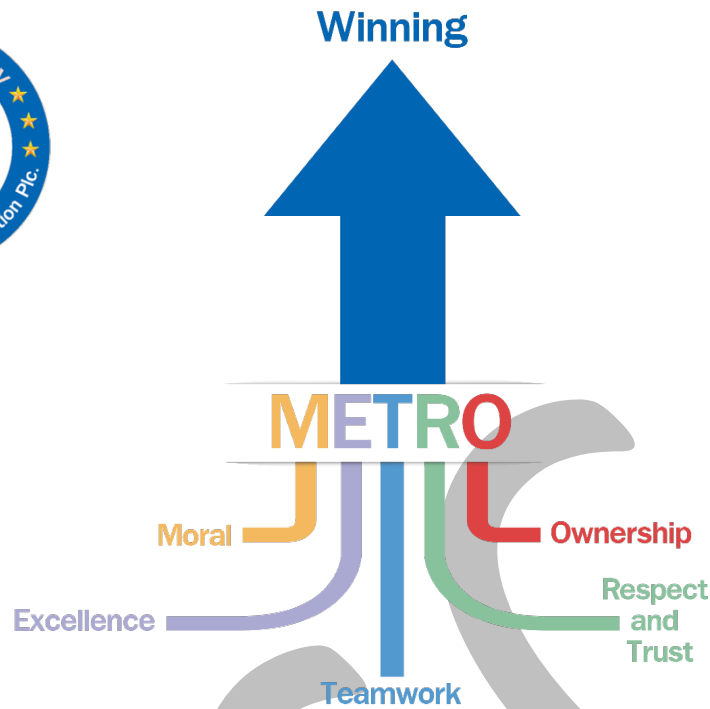 Winning
tion Plc.
METRO
Moral
Ownership
Excellence
Respect
and
Trust
Teamwork